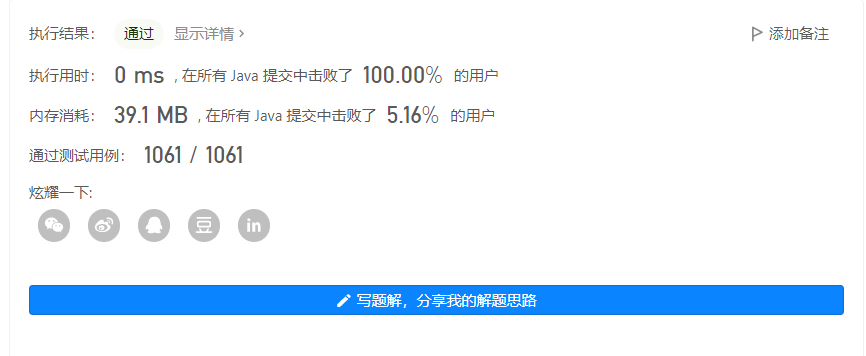 执行结果： 通过 显示详情 › 添加备注
执行用时： 0 ms , 在所有 Java 提交中击败了 100.00% 的用户
内存消耗： 39.1 MB , 在所有 Java 提交中击败了 5.16% 的用户
通过测试用例： 1061 / 1061
炫耀一下:
豆 in
写题解，分享我的解题思路